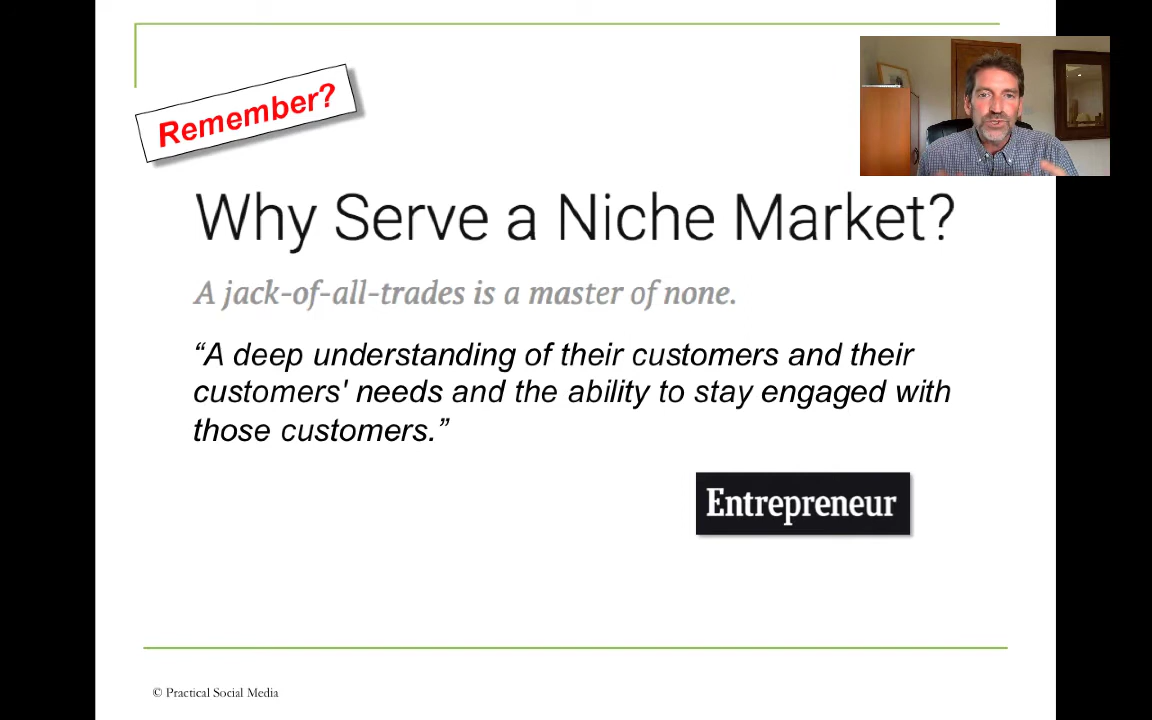 Remember?
Why Serve a Niche Market?
A jack-of-all-trades is a master of none.
“A deep understanding of their customers and their
customers' needs and the ability to stay engaged with
those customers.”
Entrepreneur
© Practical Social Media